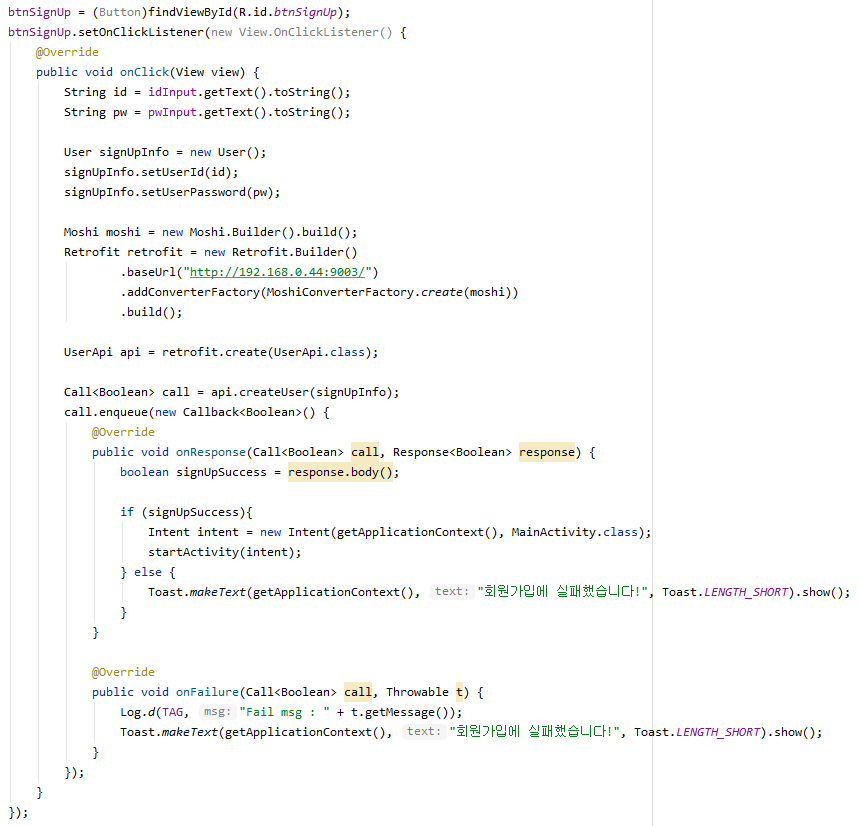 btnSignUp = (Button)findViewById(R.id.btnSignUp);
btnSignUp.setOnClickListener(new View.OnClickListener() {
@Override
public void onClick(View view) {
String id = idInput.getText().toString();
String pw = pwInput.getText().toString();
User signUpInfo = new User();
signUpInfo.setUserId(id);
signUpInfo.setUserPassword(pw);
Moshi moshi = new Moshi.Builder().build();
Retrofit retrofit = new Retrofit.Builder()
.baseUrl("http://192.168.0.44:9003/")
.addConverterFactory(MoshiConverterFactory.create(moshi))
.build();
UserApi api = retrofit.create(UserApi.class);
Call<Boolean> call = api.createUser(signUpInfo);
call.enqueue(new Callback<Boolean>() {
@Override
public void onResponse(Call<Boolean> call, Response<Boolean> response) {
boolean signUpSuccess = response.body();
if (signUpSuccess){
Intent intent = new Intent(getApplicationContext(), MainActivity.class);
startActivity(intent);
} else {
Toast.makeText(getApplicationContext(), text: "회원가입에 실패했습니다!", Toast.LENGTH_SHORT).show();
}
}
@Override
public void onFailure(Call<Boolean> call, Throwable t) {
Log.d(TAG, msg: "Fail msg : " + t.getMessage());
Toast.makeText(getApplicationContext(), text: "회원가입에 실패했습니다!", Toast.LENGTH_SHORT).show();
}
});
}
});